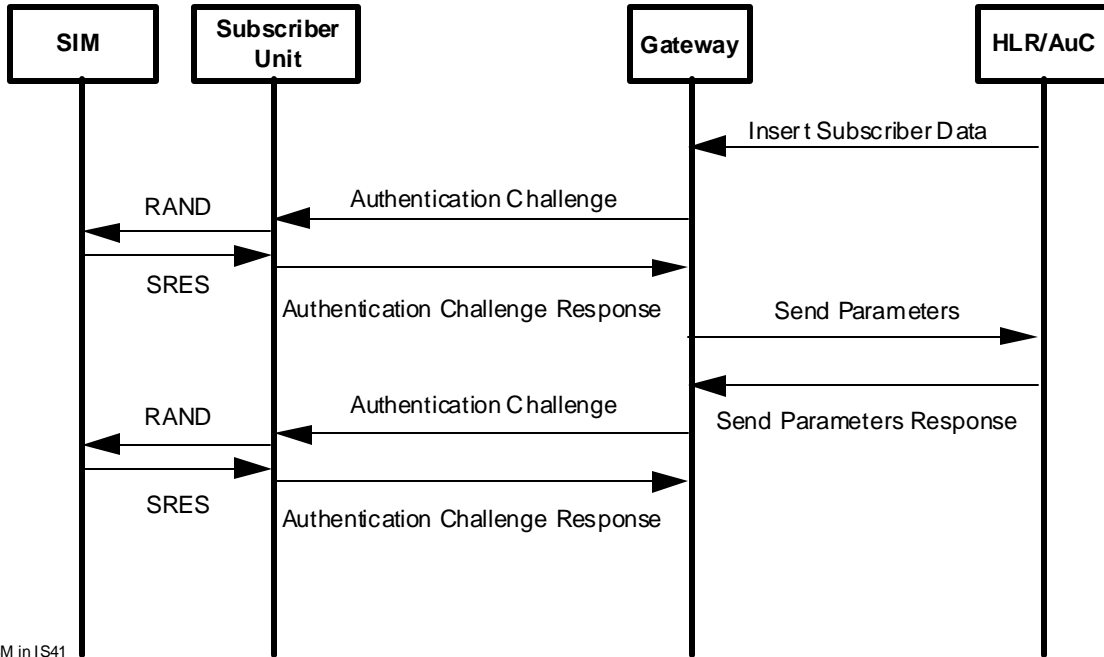 SIM
Subscriber
Unit
Gateway
HLR/AuC
Insert Subscriber Data
Authentication Challenge
RAND
SRES
Authentication Challenge Response
Send Parameters
Authentication Challenge
RAND
Send Parameters Response
SRES
Authentication Challenge Response
M in IS41